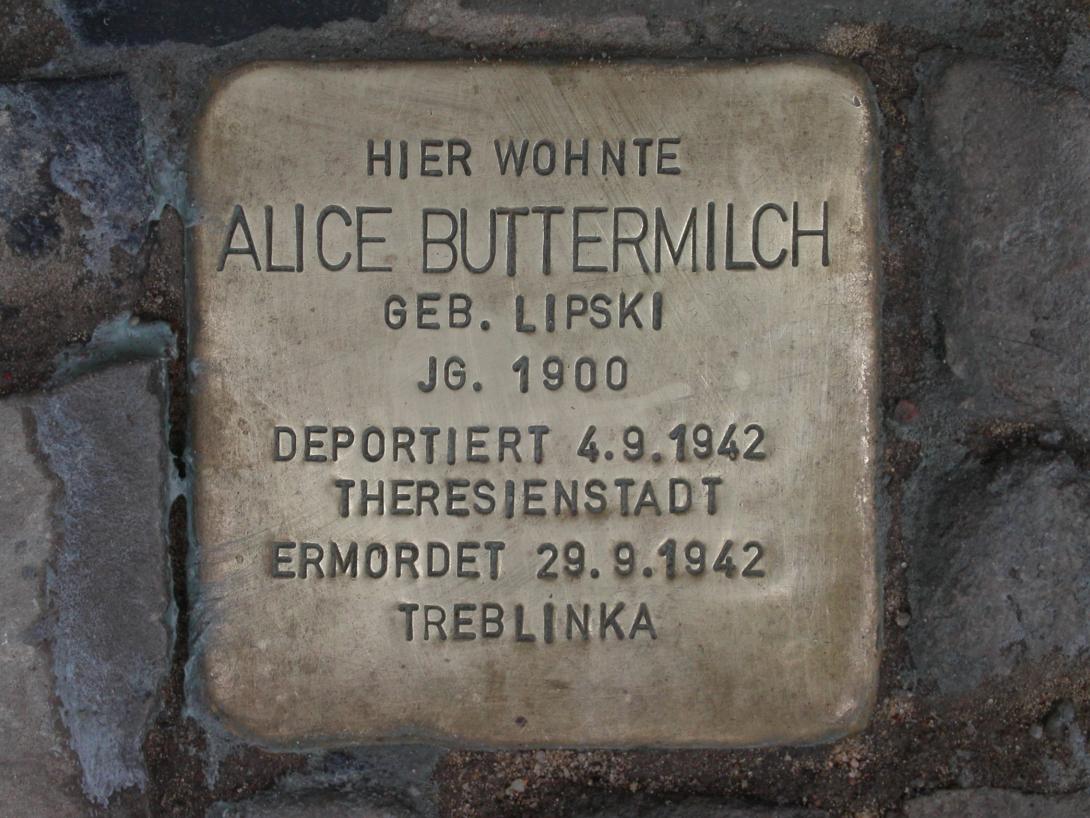 HIER WOHNTE
ALICE BUTTERMILCH
GEB. LIPSKI
JG. 1900
DEPORTIERT 4.9.1942
THERESIENSTADT
ERMORDET 29.9.1942
TREBLINKA